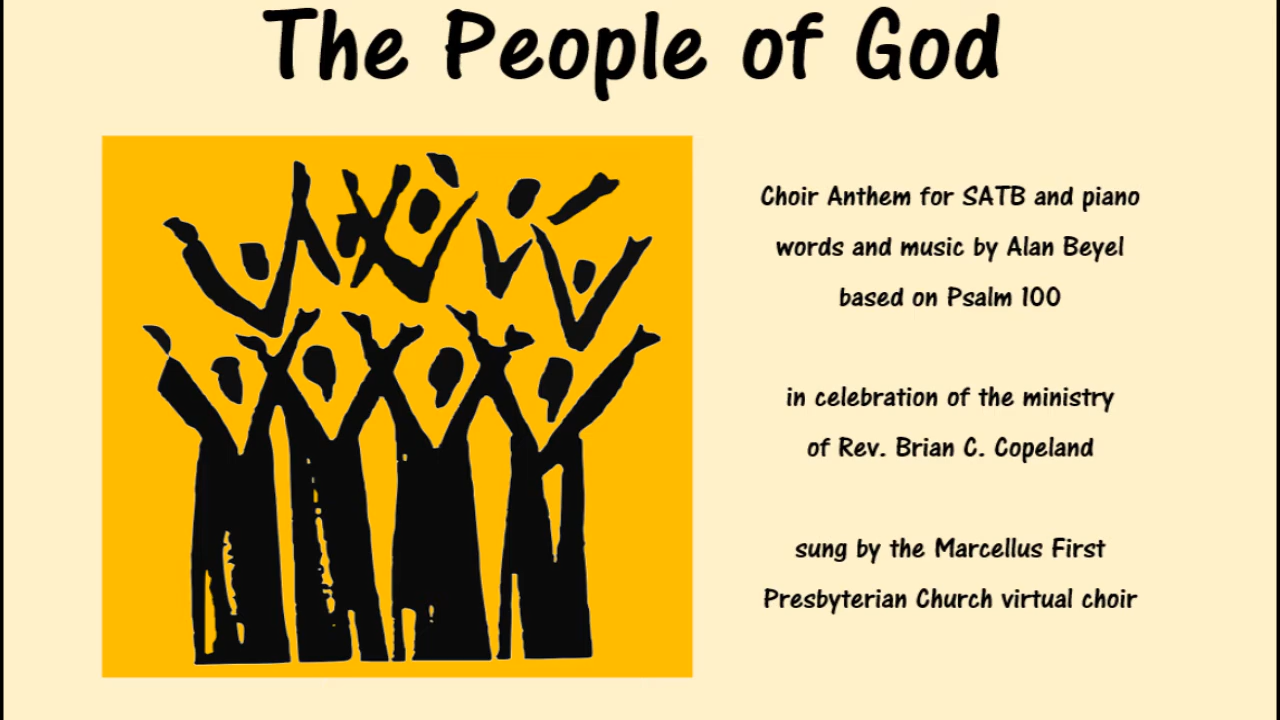 The People of God
Choir Anthem for SATB and piano
words and music by Alan Beyel
based on Psalm 100
in celebration of the ministry
of Rev. Brian C. Copeland
sung by the Marcellus First
Presbyterian Church virtual choir